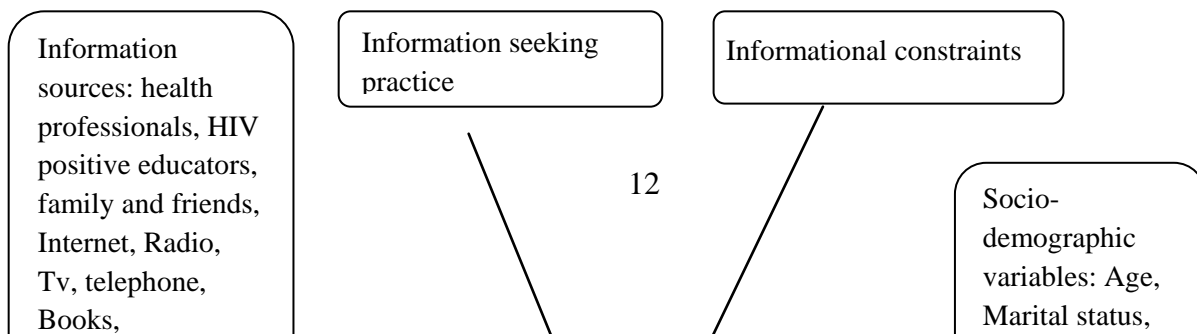 Information
sources: health
professionals, HIV
positive educators,
family and friends,
Internet, Radio,
Tv, telephone,
Books,
Information seeking
practice
Informational constraints
12
Socio-
demographic
variables: Age,
Marital status,